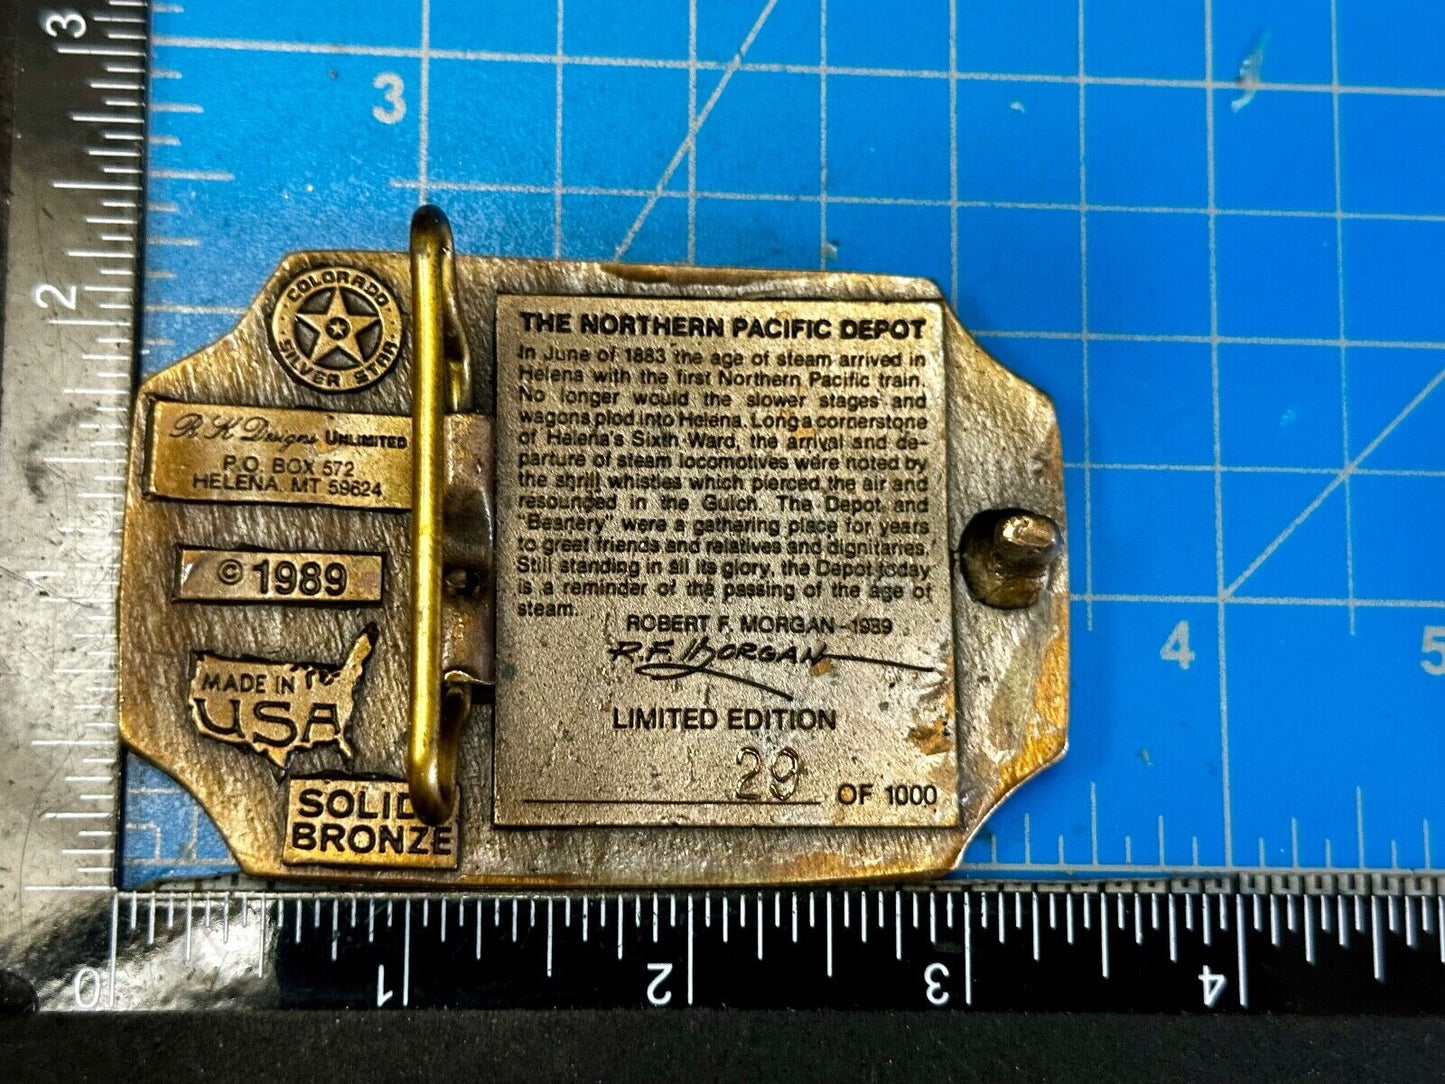 COLORADO
SILVER STAR
R K Designs UNLIMITED
P.O. BOX 572
HELENA, MT 59624
© 1989
MADE IN
USA
SOLID
BRONZE
THE NORTHERN PACIFIC DEPOT
In June of 1883 the age of steam arrived in
Helena with the first Northern Pacific train.
No longer would the slower stages and
wagons plod into Helena. Long a cornerstone
of Helena's Sixth Ward, the arrival and de-
parture of steam locomotives were noted by
the shrill whistles which pierced the air and
resounded in the Gulch. The Depot and
"Beanery" were a gathering place for years
to greet friends and relatives and dignitaries.
Still standing in all its glory, the Depot today
is a reminder of the passing of the age of
steam.
ROBERT F. MORGAN-1989
R.F. MORGAN
LIMITED EDITION
29 OF 1000
3
4
5
3
2
1
0
1
2
3
4